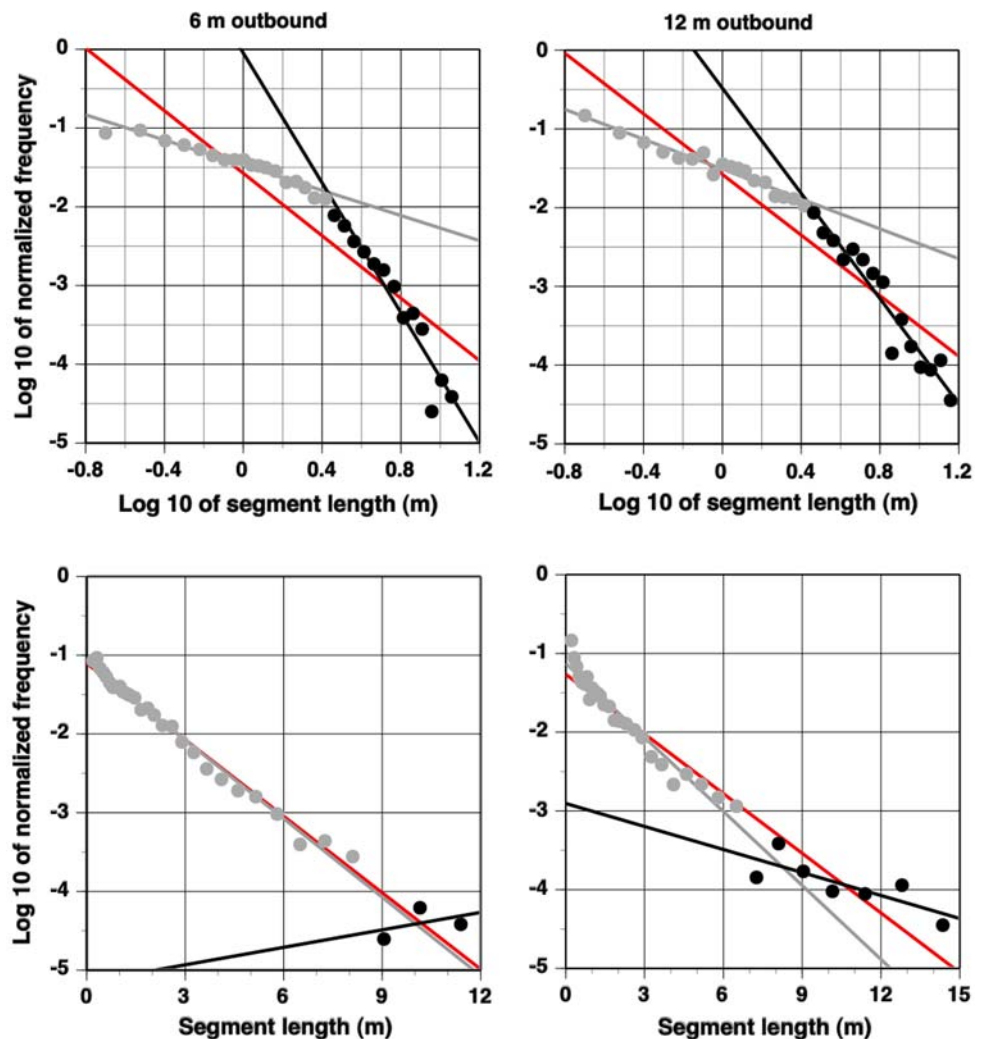 6 m outbound
12 m outbound
Log 10 of normalized frequency
0
-1
-2
-3
-4
-5
-0.8 -0.4 0 0.4 0.8 1.2
Log 10 of segment length (m)
0
-1
-2
-3
-4
-5
-0.8 -0.4 0 0.4 0.8 1.2
Log 10 of segment length (m)
Log 10 of normalized frequency
0
-1
-2
-3
-4
-5
0 3 6 9 12
Segment length (m)
0
-1
-2
-3
-4
-5
0 3 6 9 12 15
Segment length (m)